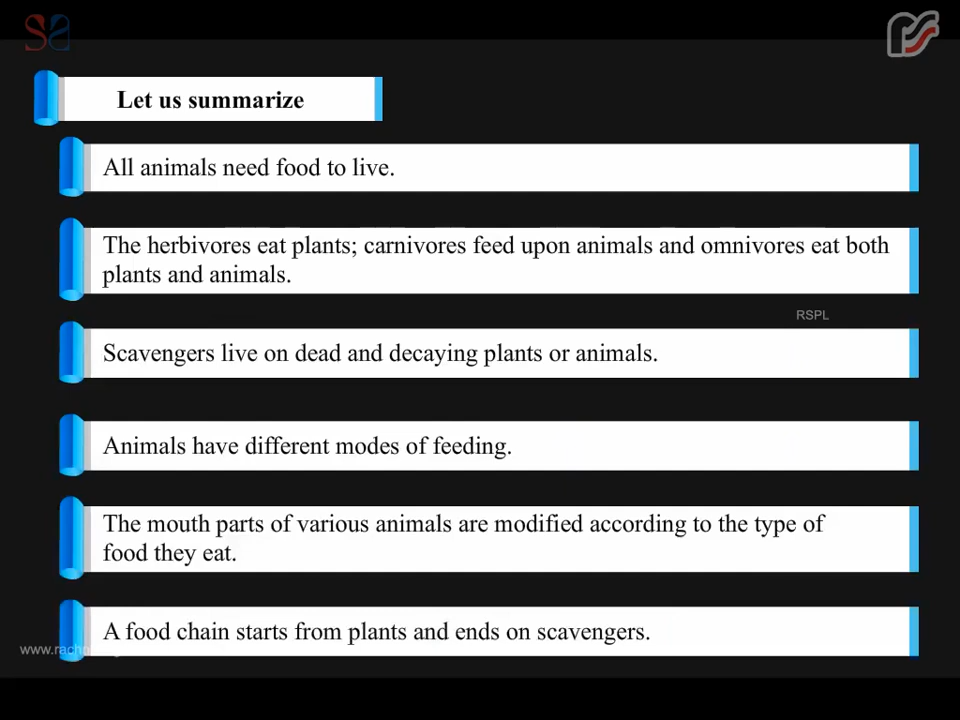 Let us summarize
All animals need food to live.
The herbivores eat plants; carnivores feed upon animals and omnivores eat both
plants and animals.
RSPL
Scavengers live on dead and decaying plants or animals.
Animals have different modes of feeding.
The mouth parts of various animals are modified according to the type of
food they eat.
A food chain starts from plants and ends on scavengers.